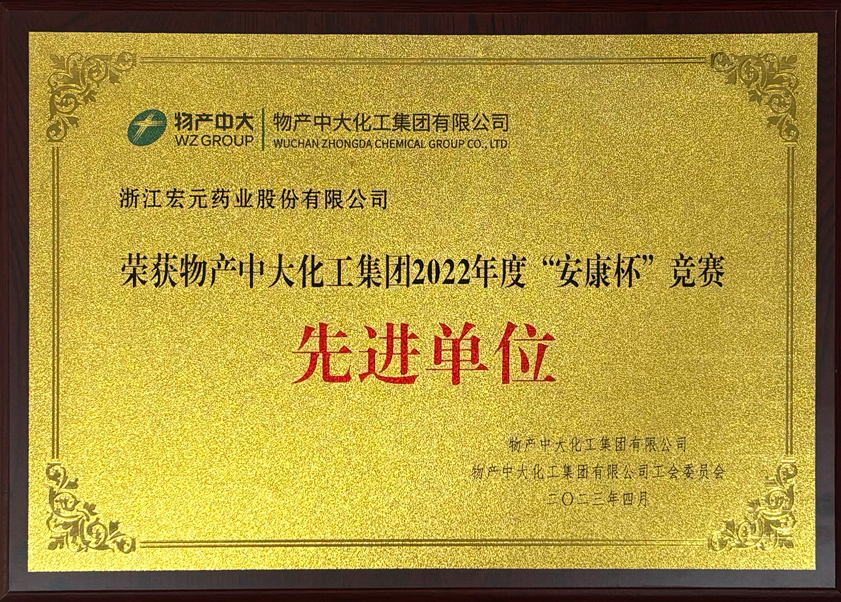 物产中大 物产中大化工集团有限公司
WZ GROUP WUCHAN ZHONGDA CHEMICAL GROUP CO., LTD
浙江宏元药业股份有限公司
荣获物产中大化工集团2022年度“安康杯”竞赛
先进单位
物产中大化工集团有限公司
物产中大化工集团有限公司工会委员会
二〇二三年四月